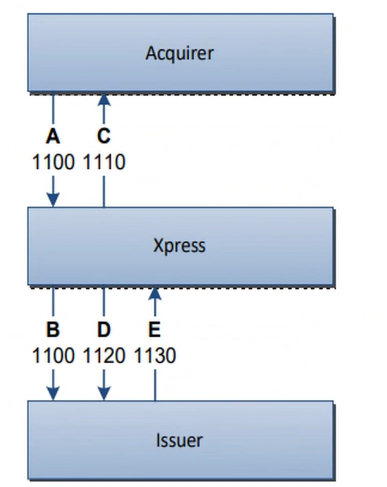 Acquirer
A C
1100 1110
Xpress
B D E
1100 1120 1130
Issuer